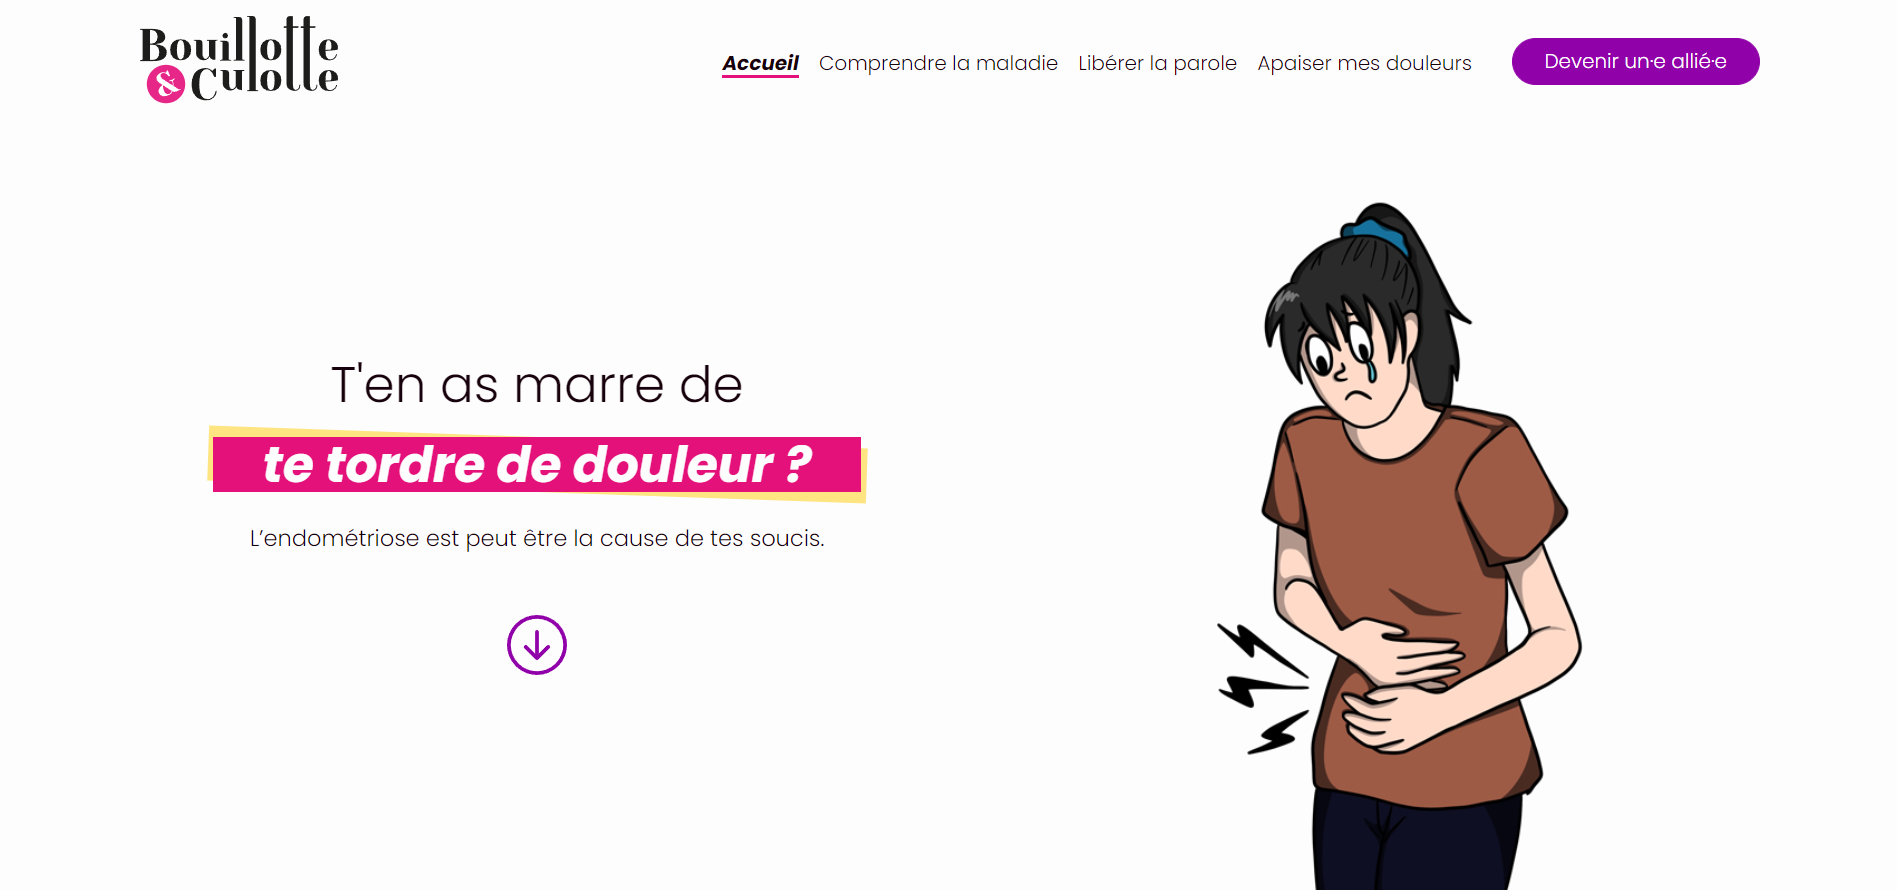 Bouillotte
& Culotte
Accueil Comprendre la maladie Libérer la parole Apaiser mes douleurs Devenir un·e allié·e
T'en as marre de
te tordre de douleur ?
L’endométriose est peut être la cause de tes soucis.